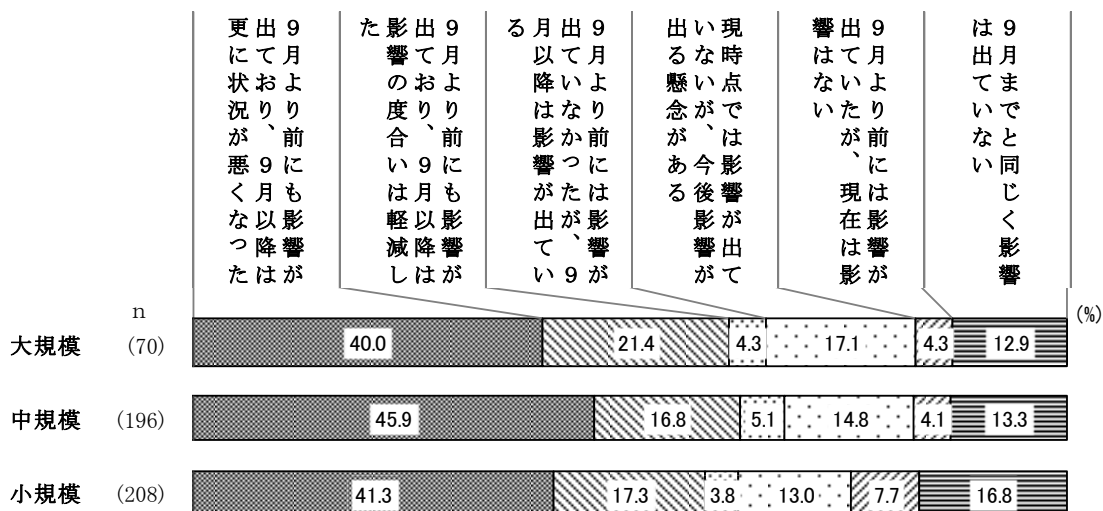 ９月より前にも影響が
出ており、９月以降は
更に状況が悪くなった
９月より前にも影響が
出ており、９月以降は
影響の度合いは軽減し
た
９月より前には影響が
出ていなかったが、９
月以降は影響が出てい
る
現時点では影響が出て
いないが、今後影響が
出る懸念がある
９月より前には影響が
出ていたが、現在は影
響はない
９月までと同じく影響
は出ていない
n
(%)
大規模 (70) 40.0 21.4 4.3 17.1 4.3 12.9
中規模 (196) 45.9 16.8 5.1 14.8 4.1 13.3
小規模 (208) 41.3 17.3 3.8 13.0 7.7 16.8